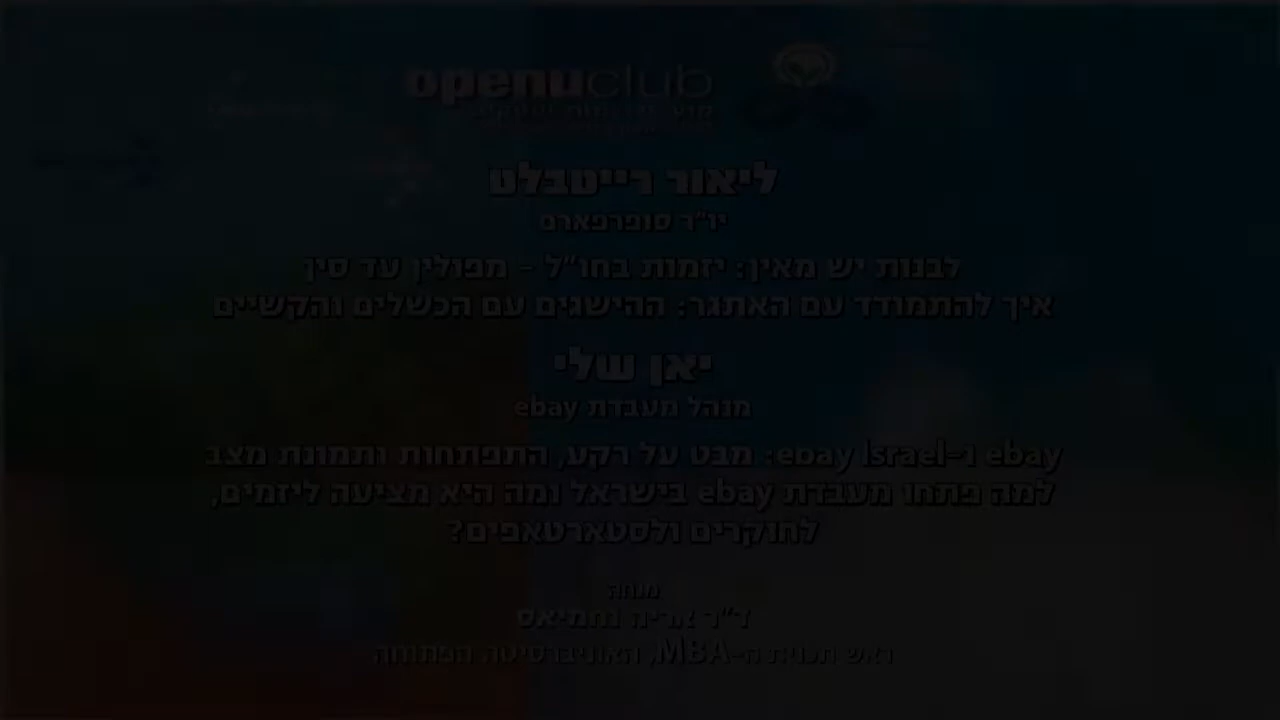 openuclub
ליאור רייטבלט
יו"ר סופרפארם
לבנות יש מאין: יזמות בחו"ל - מפולין עד סין
איך להתמודד עם האתגר: ההישגים עם הכשלים והקשיים
יאן שלי
מנהל מעבדת ebay
ebay ו-ebay Israel: מבט על רקע, התפתחות ותמונת מצב
למה פתחו מעבדת ebay בישראל ומה היא מציעה ליזמים,
לחוקרים ולסטארטאפים?
מנחה
ד"ר אריה נחמיאס
ראש תכנית ה-MBA, האוניברסיטה הפתוחה